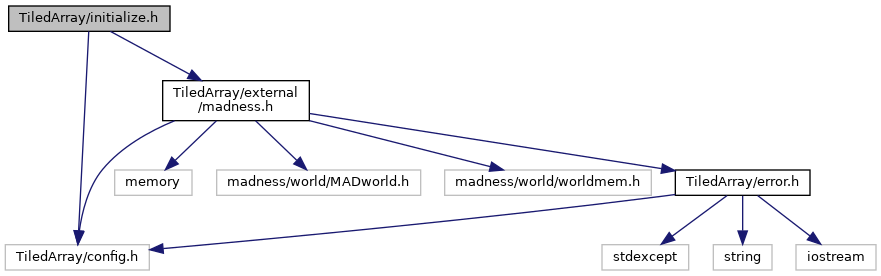 TiledArray/initialize.h
TiledArray/external
/madness.h
memory
madness/world/MADworld.h
madness/world/worldmem.h
TiledArray/error.h
TiledArray/config.h
stdexcept
string
iostream